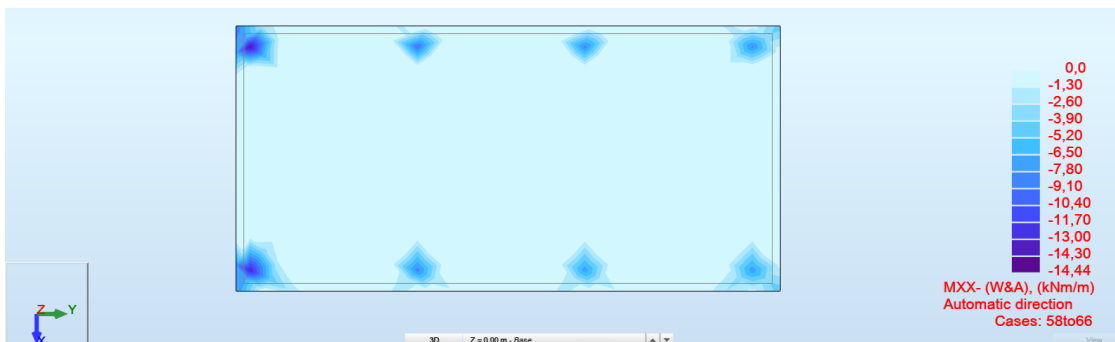 0,0
-1,30
-2,60
-3,90
-5,20
-6,50
-7,80
-9,10
-10,40
-11,70
-13,00
-14,30
-14,44
MXX- (W&A), (kNm/m)
Automatic direction
Cases: 58to66
Z
Y
X
3D Z = 0.00 m - Base
View